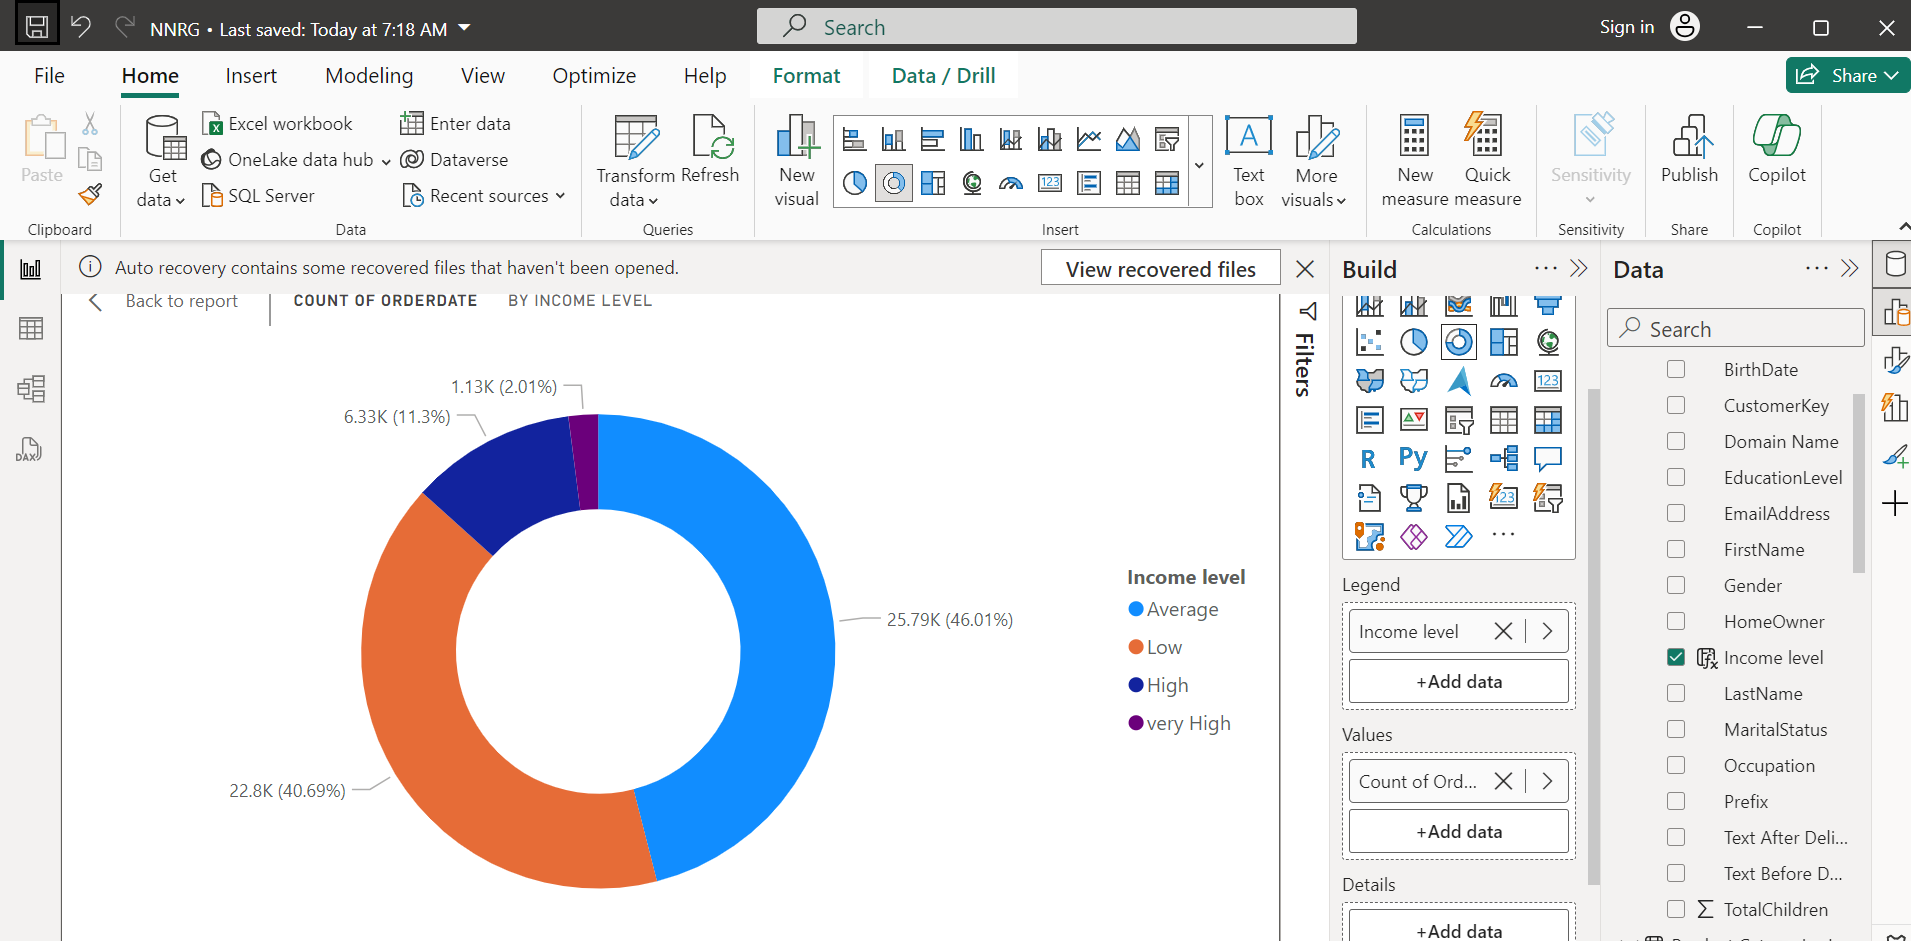 NNRG • Last saved: Today at 7:18 AM
Search
Sign in
File
Home
Insert
Modeling
View
Optimize
Help
Format
Data / Drill
Share
Paste
Clipboard
Get data
Excel workbook
OneLake data hub
SQL Server
Enter data
Dataverse
Recent sources
Data
Transform data
Refresh
Queries
New visual
123
Insert
A
Text box
More visuals
New measure
Quick measure
Calculations
Sensitivity
Sensitivity
Publish
Share
Copilot
Copilot
Auto recovery contains some recovered files that haven't been opened.
View recovered files
Back to report
COUNT OF ORDERDATE
BY INCOME LEVEL
DAX
1.13K (2.01%)
6.33K (11.3%)
25.79K (46.01%)
22.8K (40.69%)
Income level
Average
Low
High
very High
Filters
Build
123
R
Py
123
Legend
Income level
+Add data
Values
Count of Ord...
+Add data
Details
+Add data
Data
Search
BirthDate
CustomerKey
Domain Name
EducationLevel
EmailAddress
FirstName
Gender
HomeOwner
Income level
LastName
MaritalStatus
Occupation
Prefix
Text After Deli...
Text Before D...
TotalChildren